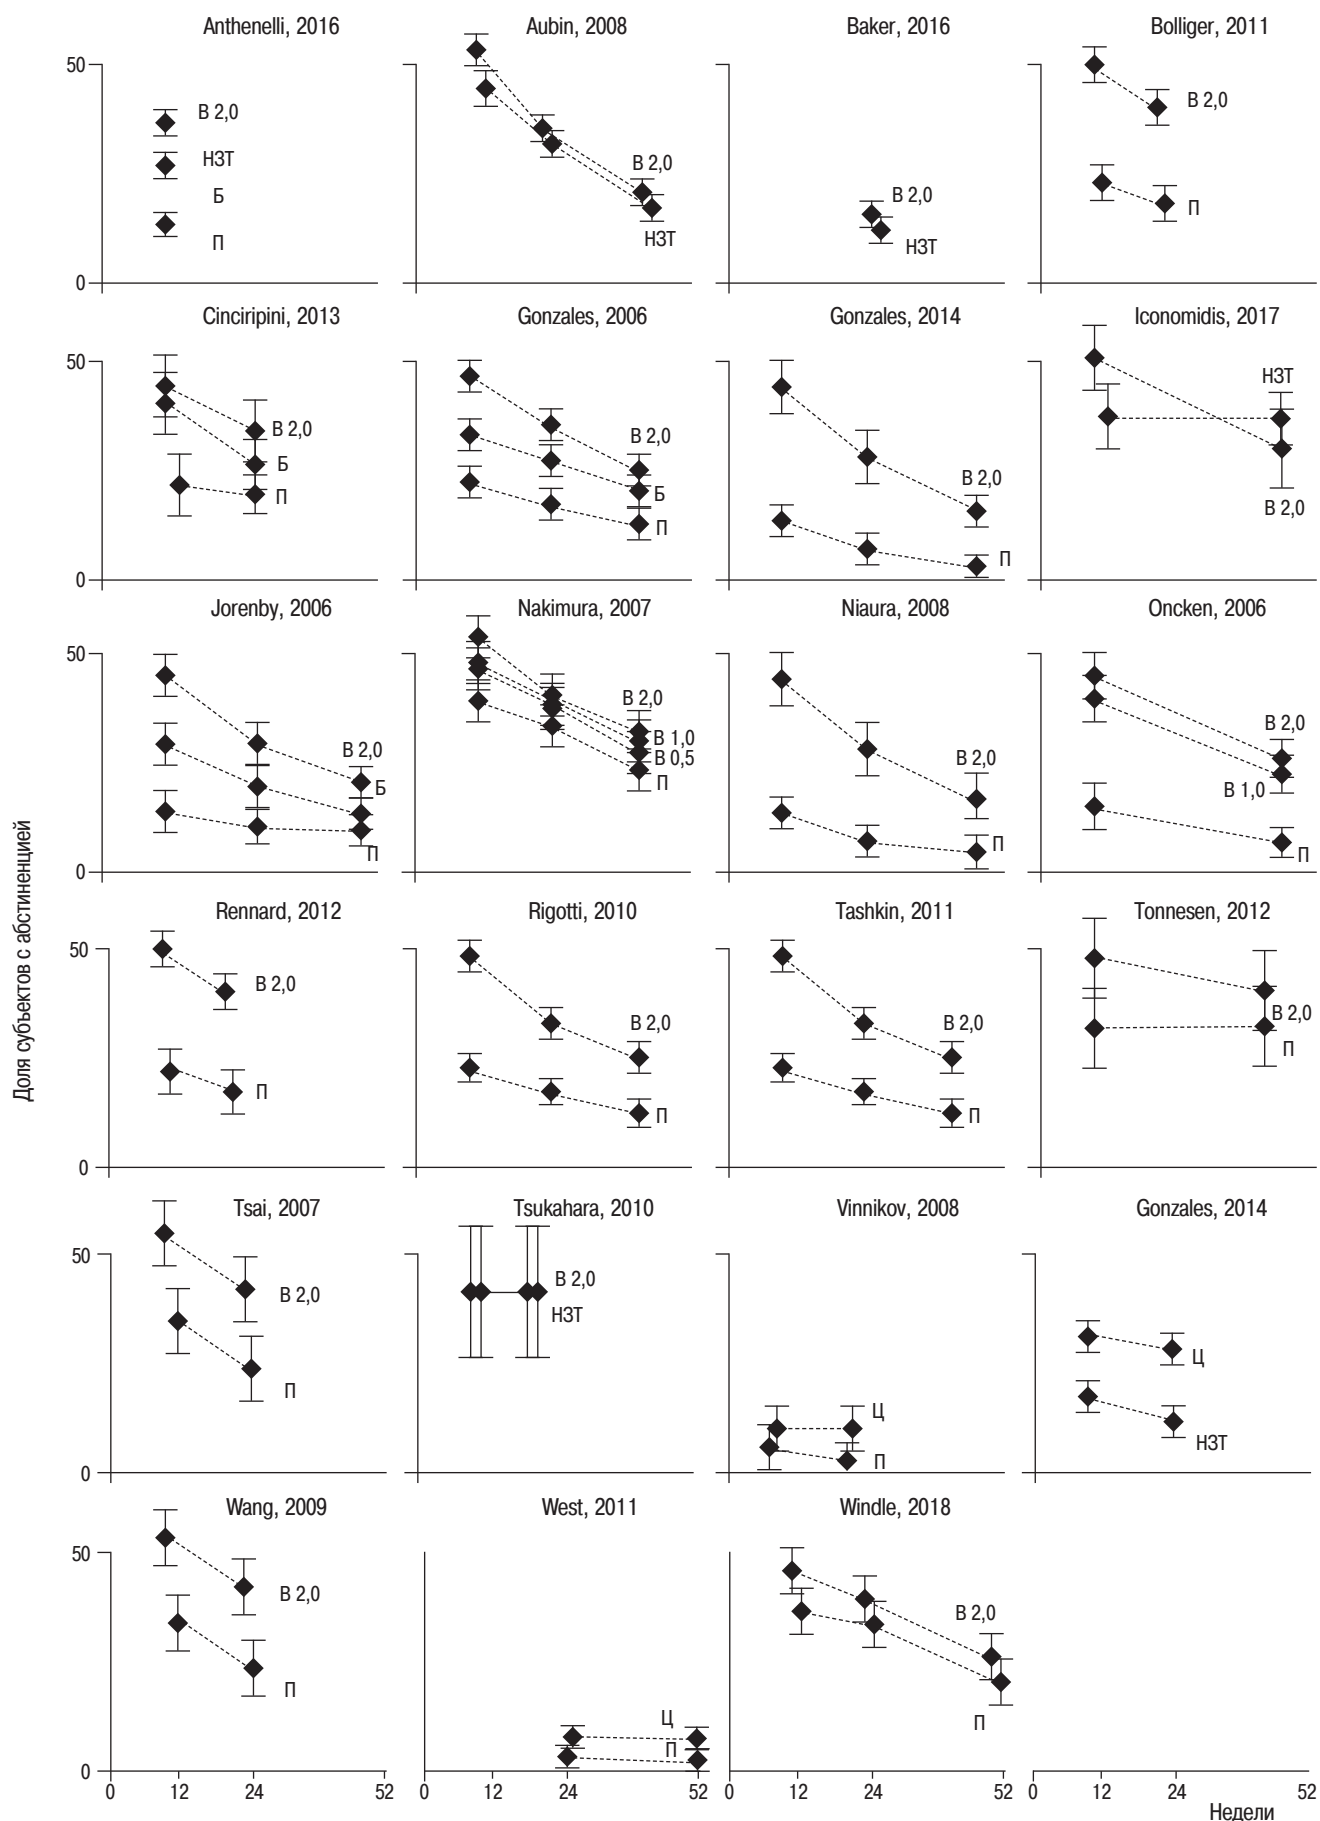 Anthenelli, 2016
Aubin, 2008
Baker, 2016
Bolliger, 2011
50
0
В 2,0
НЗТ
Б
П
В 2,0
НЗТ
В 2,0
НЗТ
В 2,0
П
Cinciripini, 2013
Gonzales, 2006
Gonzales, 2014
Iconomidis, 2017
50
0
В 2,0
Б
П
В 2,0
Б
П
В 2,0
П
НЗТ
В 2,0
Jorenby, 2006
Nakimura, 2007
Niaura, 2008
Oncken, 2006
50
0
В 2,0
Б
П
В 2,0
В 1,0
В 0,5
П
В 2,0
П
В 2,0
В 1,0
П
Доля субъектов с абстиненцией
Rennard, 2012
Rigotti, 2010
Tashkin, 2011
Tonnesen, 2012
50
0
В 2,0
П
В 2,0
П
В 2,0
П
В 2,0
П
Tsai, 2007
Tsukahara, 2010
Vinnikov, 2008
Gonzales, 2014
50
0
В 2,0
П
В 2,0
НЗТ
Ц
П
Ц
НЗТ
Wang, 2009
West, 2011
Windle, 2018
50
0
В 2,0
П
Ц
П
В 2,0
П
0 12 24 52
0 12 24 52
0 12 24 52
0 12 24 52
Недели